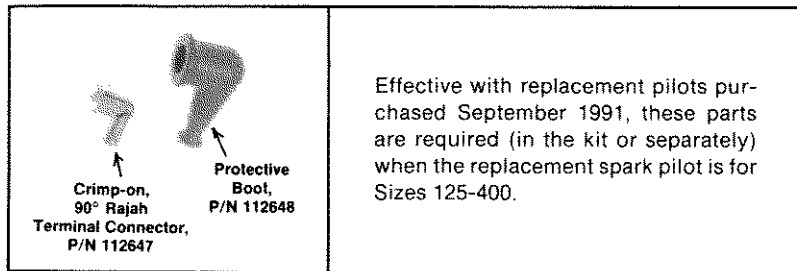 Crimp-on,
90° Rajah
Terminal Connector,
P/N 112647
Protective
Boot,
P/N 112648
Effective with replacement pilots pur-
chased September 1991, these parts
are required (in the kit or separately)
when the replacement spark pilot is for
Sizes 125-400.